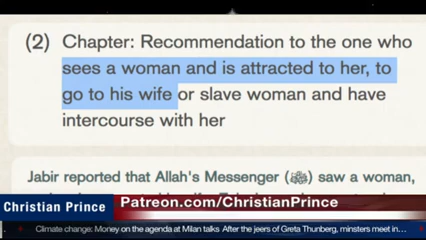 (2) Chapter: Recommendation to the one who
sees a woman and is attracted to her, to
go to his wife or slave woman and have
intercourse with her
Jabir reported that Allah's Messenger (ﷺ) saw a woman,
Christian Prince
Patreon.com/ChristianPrince
Climate change: Money on the agenda at Milan talks After the jeers of Greta Thunberg, minsters meet in...